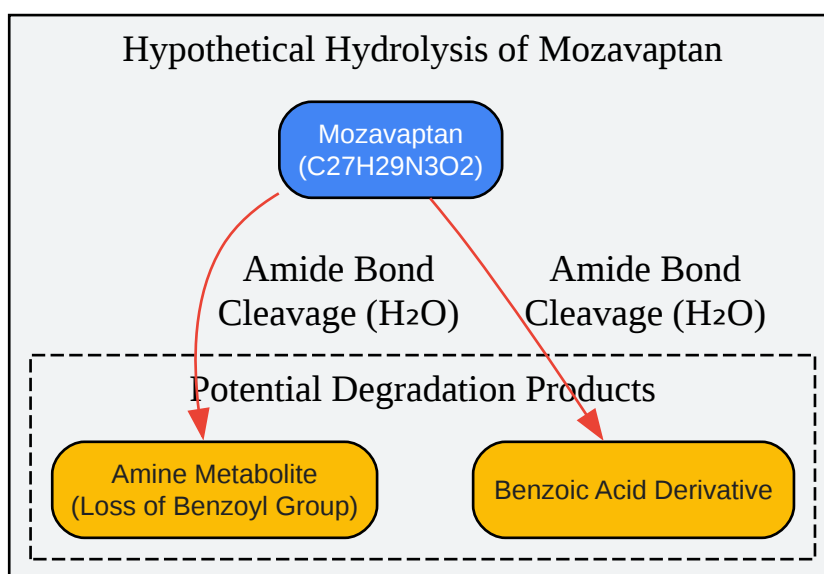 Hypothetical Hydrolysis of Mozavaptan
Mozavaptan
(C27H29N3O2)
Amide Bond
Cleavage (H₂O)
Amide Bond
Cleavage (H₂O)
Potential Degradation Products
Amine Metabolite
(Loss of Benzoyl Group)
Benzoic Acid Derivative